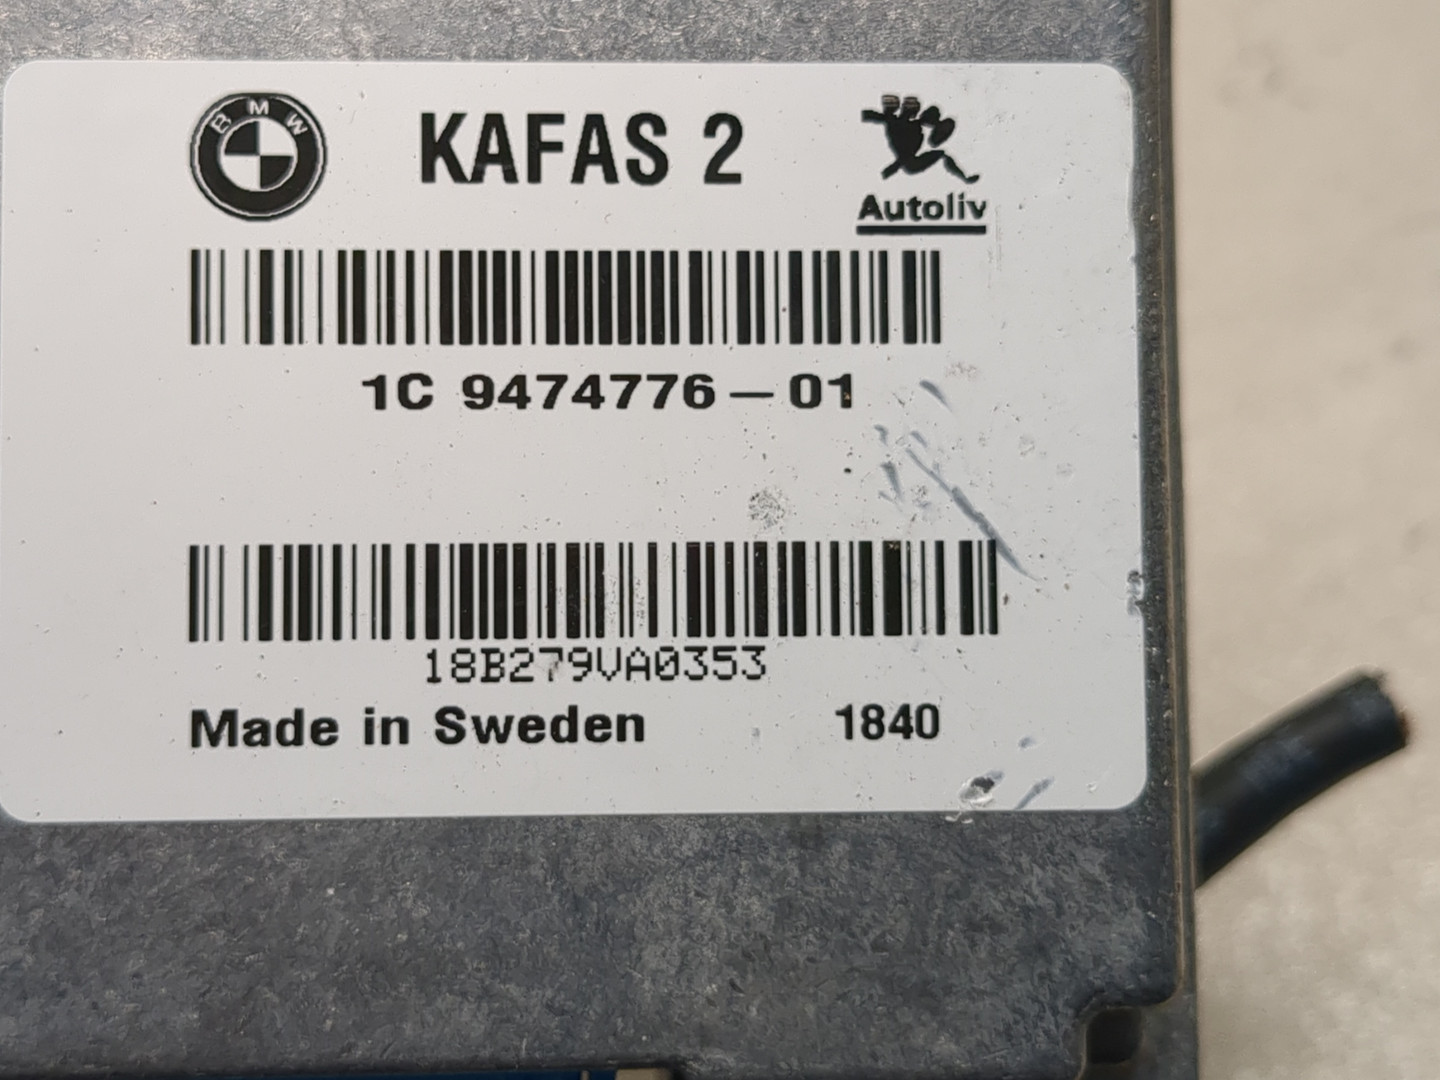 BMW
KAFAS 2
Autoliv
1C 9474776-01
18B279VA0353
Made in Sweden 1840